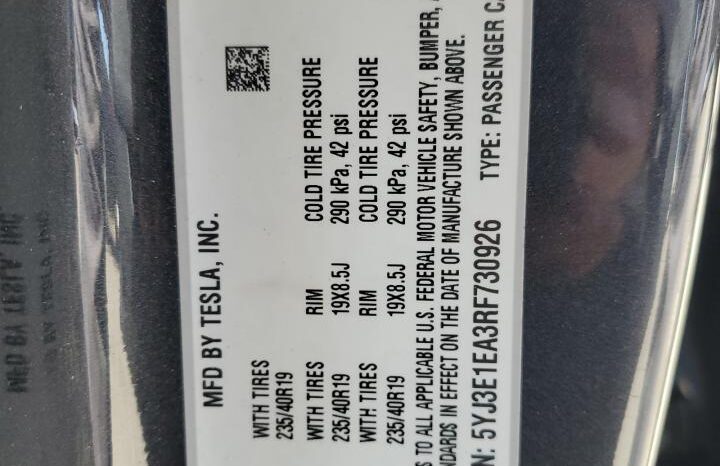 MFD BY TESLA, INC.
WITH TIRES
235/40R19
WITH TIRES RIM COLD TIRE PRESSURE
235/40R19 19X8.5J 290 kPa, 42 psi
WITH TIRES RIM COLD TIRE PRESSURE
235/40R19 19X8.5J 290 kPa, 42 psi
S TO ALL APPLICABLE U.S. FEDERAL MOTOR VEHICLE SAFETY, BUMPER,
NDARDS IN EFFECT ON THE DATE OF MANUFACTURE SHOWN ABOVE.
N: 5YJ3E1EA3RF730926 TYPE: PASSENGER C